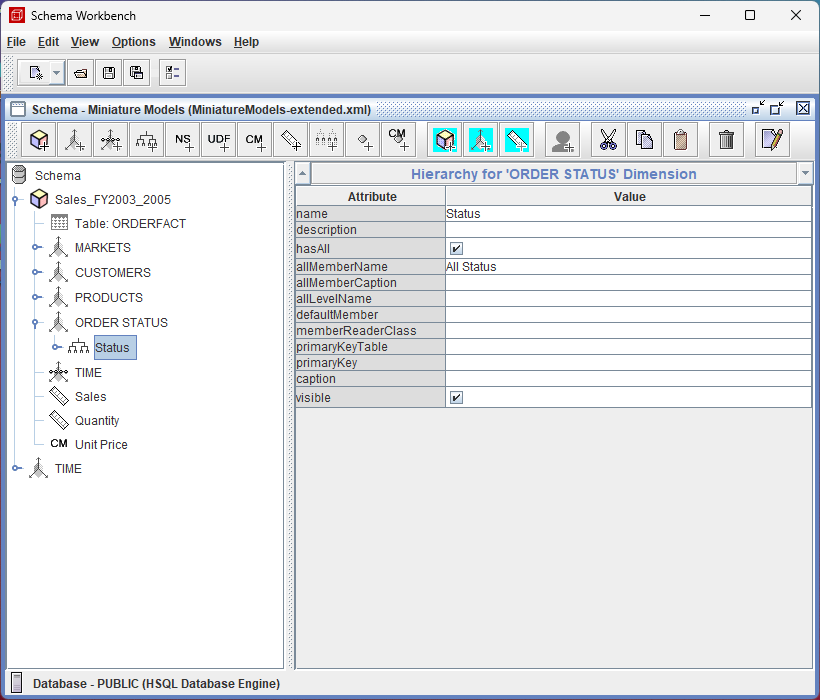 Schema Workbench
File Edit View Options Windows Help
Schema - Miniature Models (MiniatureModels-extended.xml)
NS UDF CM CM
Schema
Sales_FY2003_2005
Table: ORDERFACT
MARKETS
CUSTOMERS
PRODUCTS
ORDER STATUS
Status
TIME
Sales
Quantity
CM Unit Price
TIME
Hierarchy for 'ORDER STATUS' Dimension
Attribute Value
name Status
description
hasAll
allMemberName All Status
allMemberCaption
allLevelName
defaultMember
memberReaderClass
primaryKeyTable
primaryKey
caption
visible
Database - PUBLIC (HSQL Database Engine)